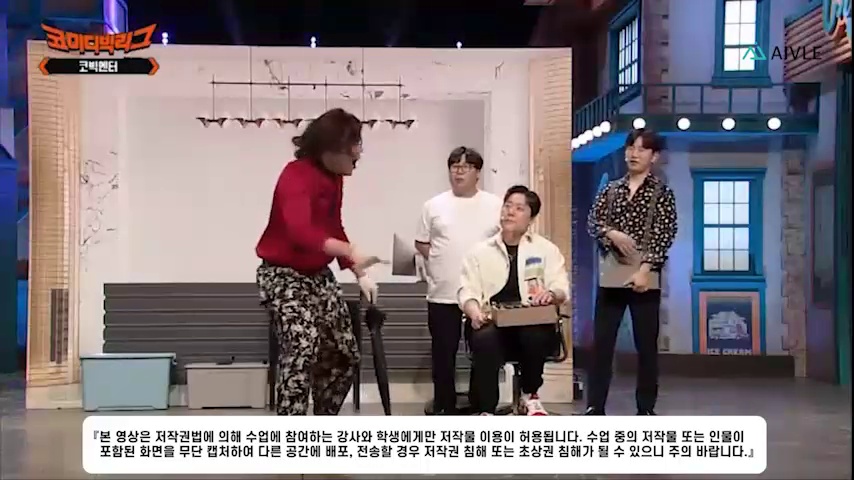 코미디빅리그
코빅엔터
AIVLE
ICE CREAM
『본 영상은 저작권법에 의해 수업에 참여하는 강사와 학생에게만 저작물 이용이 허용됩니다. 수업 중의 저작물 또는 인물이
포함된 화면을 무단 캡처하여 다른 공간에 배포, 전송할 경우 저작권 침해 또는 초상권 침해가 될 수 있으니 주의 바랍니다.』